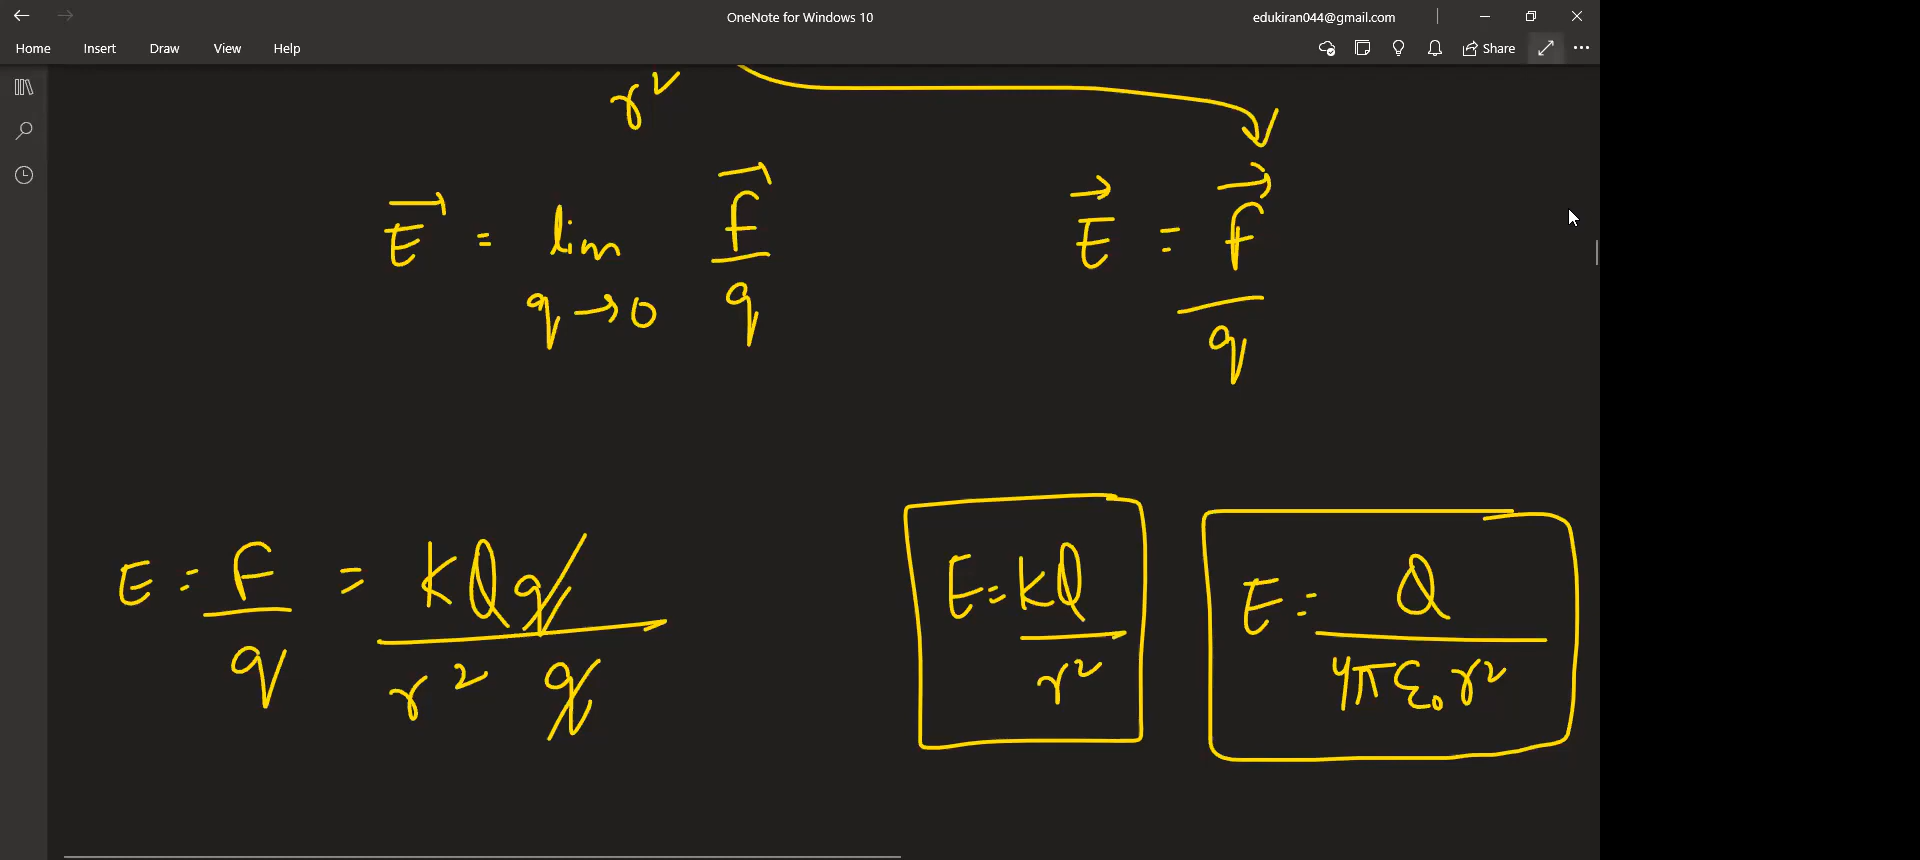 OneNote for Windows 10
edukiran044@gmail.com
Home Insert Draw View Help
Share
r²
E⃗ = lim F⃗/q
q → 0
E⃗ = F⃗/q
E = F/q = kQq/r² q
E = kQ/r²
E = Q/4πε₀r²